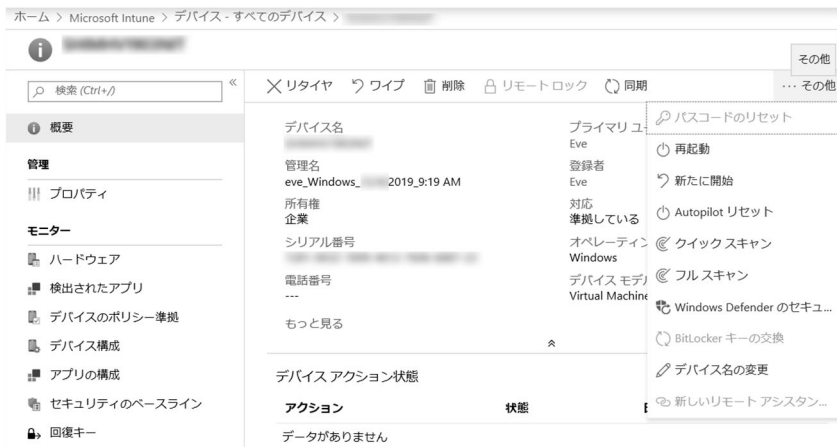 ホーム > Microsoft Intune > デバイス - すべてのデバイス >
その他
検索 (Ctrl+/)
«
リタイヤ ワイプ 削除 リモート ロック 同期 ··· その他
概要
管理
プロパティ
モニター
ハードウェア
検出されたアプリ
デバイスのポリシー準拠
デバイス構成
アプリの構成
セキュリティのベースライン
回復キー
デバイス名
管理名
eve_Windows_ 2019_9:19 AM
所有権
企業
シリアル番号
電話番号
---
もっと見る
プライマリ ユー
Eve
登録者
Eve
対応
準拠している
オペレーティン
Windows
デバイス モデ
Virtual Machine
デバイス アクション状態
アクション 状態
データがありません
パスコードのリセット
再起動
新たに開始
Autopilot リセット
クイック スキャン
フル スキャン
Windows Defender のセキュ...
BitLocker キーの交換
デバイス名の変更
新しいリモート アシスタン...